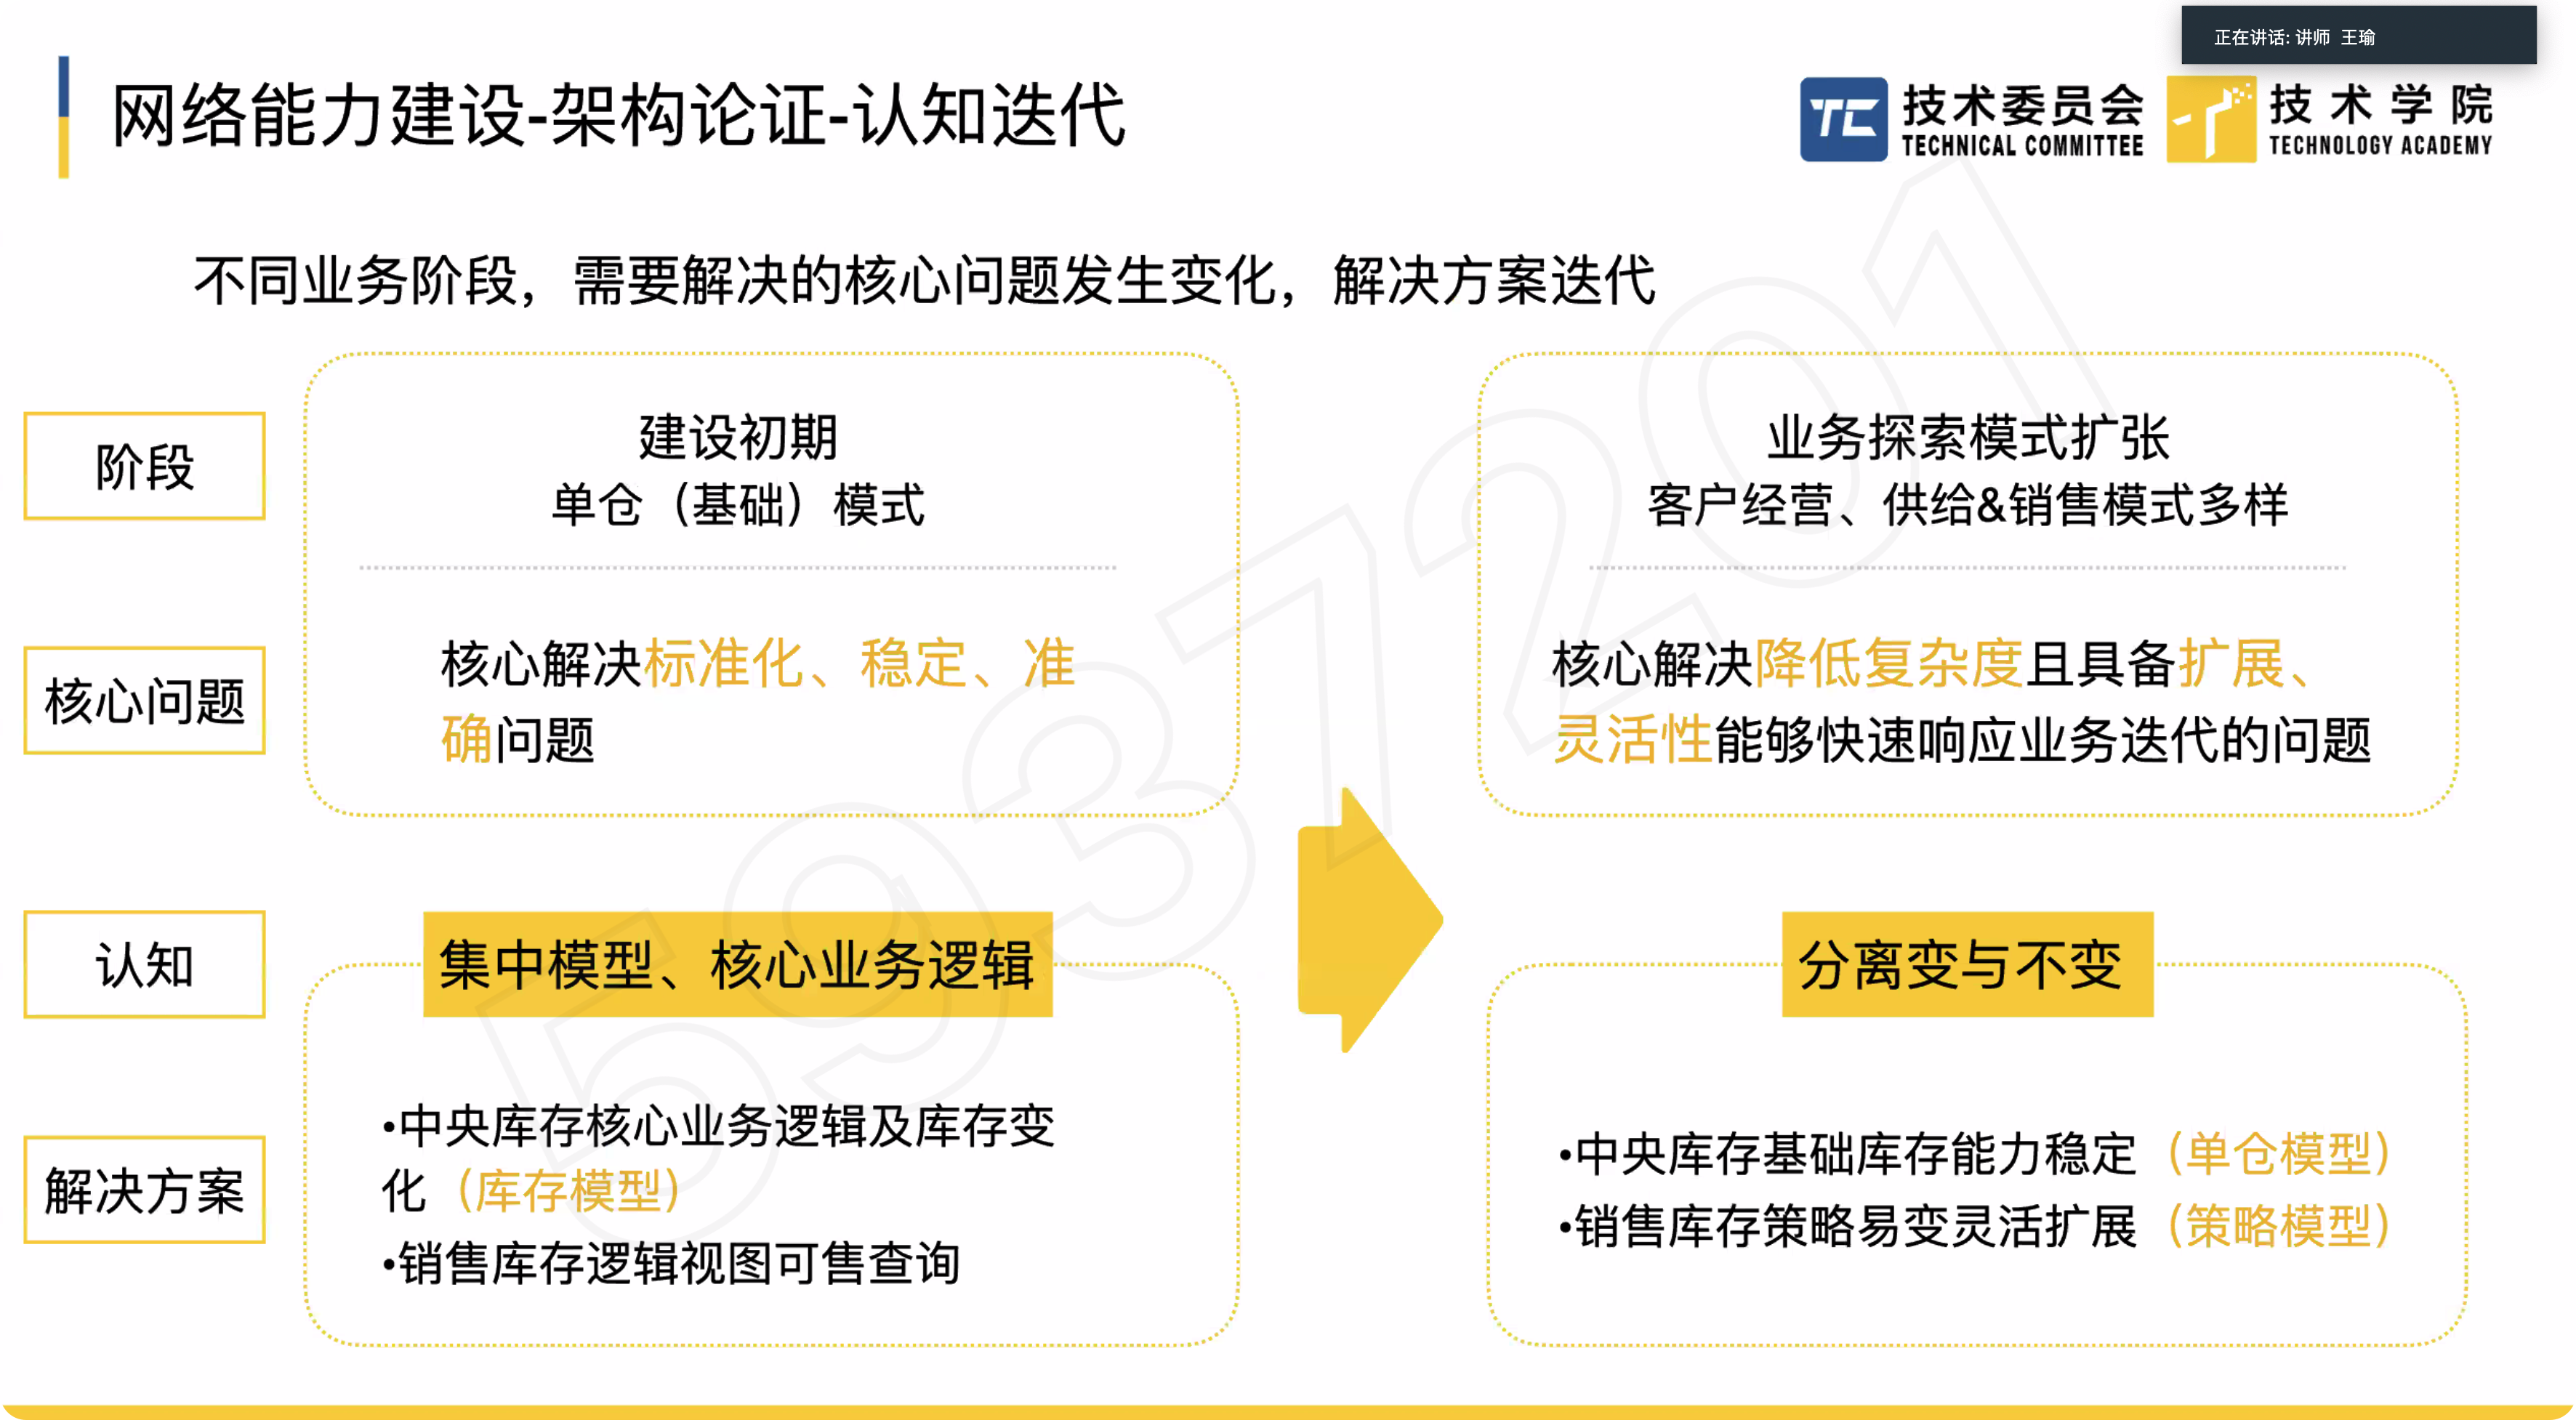 正在讲话: 讲师 王瑜
网络能力建设-架构论证-认知迭代
TC 技术委员会
TECHNICAL COMMITTEE
技术学院
TECHNOLOGY ACADEMY
不同业务阶段，需要解决的核心问题发生变化，解决方案迭代
阶段
建设初期
单仓（基础）模式
业务探索模式扩张
客户经营、供给&销售模式多样
核心问题
核心解决标准化、稳定、准
确问题
核心解决降低复杂度且具备扩展、
灵活性能够快速响应业务迭代的问题
认知
集中模型、核心业务逻辑
分离变与不变
解决方案
•中央库存核心业务逻辑及库存变
化（库存模型）
•销售库存逻辑视图可售查询
•中央库存基础库存能力稳定（单仓模型）
•销售库存策略易变灵活扩展（策略模型）
5937201